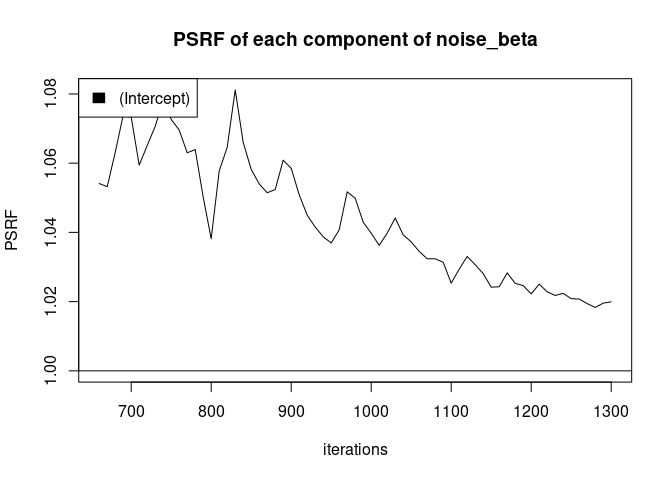 PSRF of each component of noise_beta
(Intercept)
PSRF
1.08
1.06
1.04
1.02
1.00
700 800 900 1000 1100 1200 1300
iterations